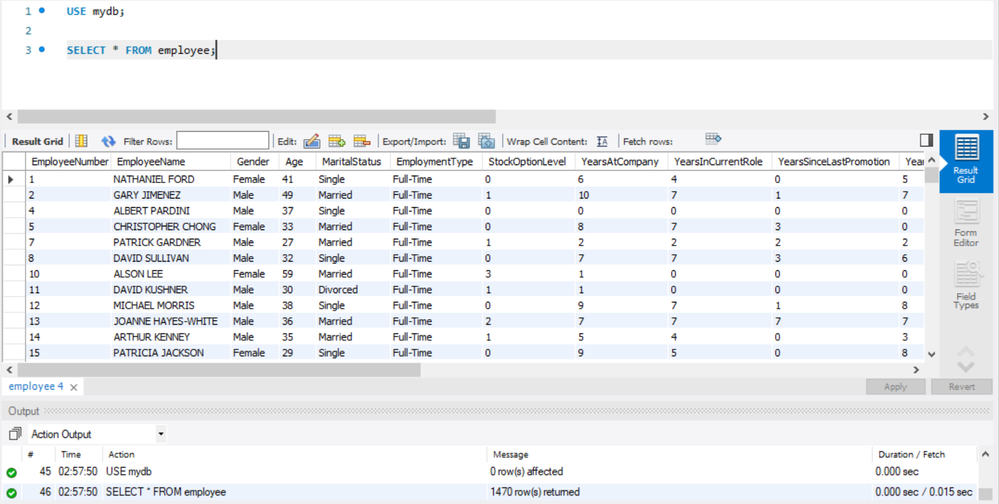 1 USE mydb;
2
3 SELECT * FROM employee;
Result Grid Filter Rows: Edit: Export/Import: Wrap Cell Content: IA Fetch rows:
EmployeeNumber EmployeeName Gender Age MaritalStatus EmploymentType StockOptionLevel YearsAtCompany YearsInCurrentRole YearsSinceLastPromotion Year
1 NATHANIEL FORD Female 41 Single Full-Time 0 6 4 0 5
2 GARY JIMENEZ Male 49 Married Full-Time 1 10 7 1 7
4 ALBERT PARDINI Male 37 Single Full-Time 0 0 0 0 0
5 CHRISTOPHER CHONG Female 33 Married Full-Time 0 8 7 3 0
7 PATRICK GARDNER Male 27 Married Full-Time 1 2 2 2 2
8 DAVID SULLIVAN Male 32 Single Full-Time 0 7 7 3 6
10 ALSON LEE Female 59 Married Full-Time 3 1 0 0 0
11 DAVID KUSHNER Male 30 Divorced Full-Time 1 1 0 0 0
12 MICHAEL MORRIS Male 38 Single Full-Time 0 9 7 1 8
13 JOANNE HAYES-WHITE Male 36 Married Full-Time 2 7 7 7 7
14 ARTHUR KENNEY Male 35 Married Full-Time 1 5 4 0 3
15 PATRICIA JACKSON Female 29 Single Full-Time 0 9 5 0 8
Result
Grid
Form
Editor
Field
Types
employee 4 Apply Revert
Output
Action Output
# Time Action Message Duration / Fetch
45 02:57:50 USE mydb 0 row(s) affected 0.000 sec
46 02:57:50 SELECT * FROM employee 1470 row(s) returned 0.000 sec / 0.015 sec